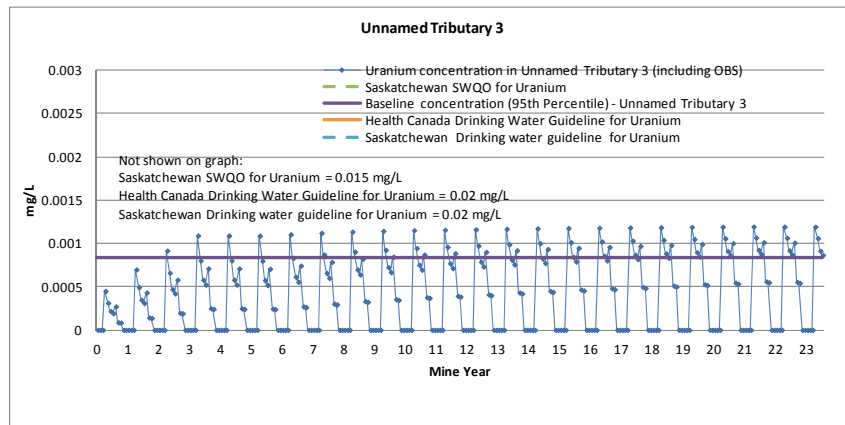 Unnamed Tributary 3
0.003
0.0025
0.002
0.0015
0.001
0.0005
0
mg/L
Uranium concentration in Unnamed Tributary 3 (including OBS)
Saskatchewan SWQO for Uranium
Baseline concentration (95th Percentile) - Unnamed Tributary 3
Health Canada Drinking Water Guideline for Uranium
Saskatchewan Drinking water guideline for Uranium
Not shown on graph:
Saskatchewan SWQO for Uranium = 0.015 mg/L
Health Canada Drinking Water Guideline for Uranium = 0.02 mg/L
Saskatchewan Drinking water guideline for Uranium = 0.02 mg/L
0 1 2 3 4 5 6 7 8 9 10 11 12 13 14 15 16 17 18 19 20 21 22 23
Mine Year